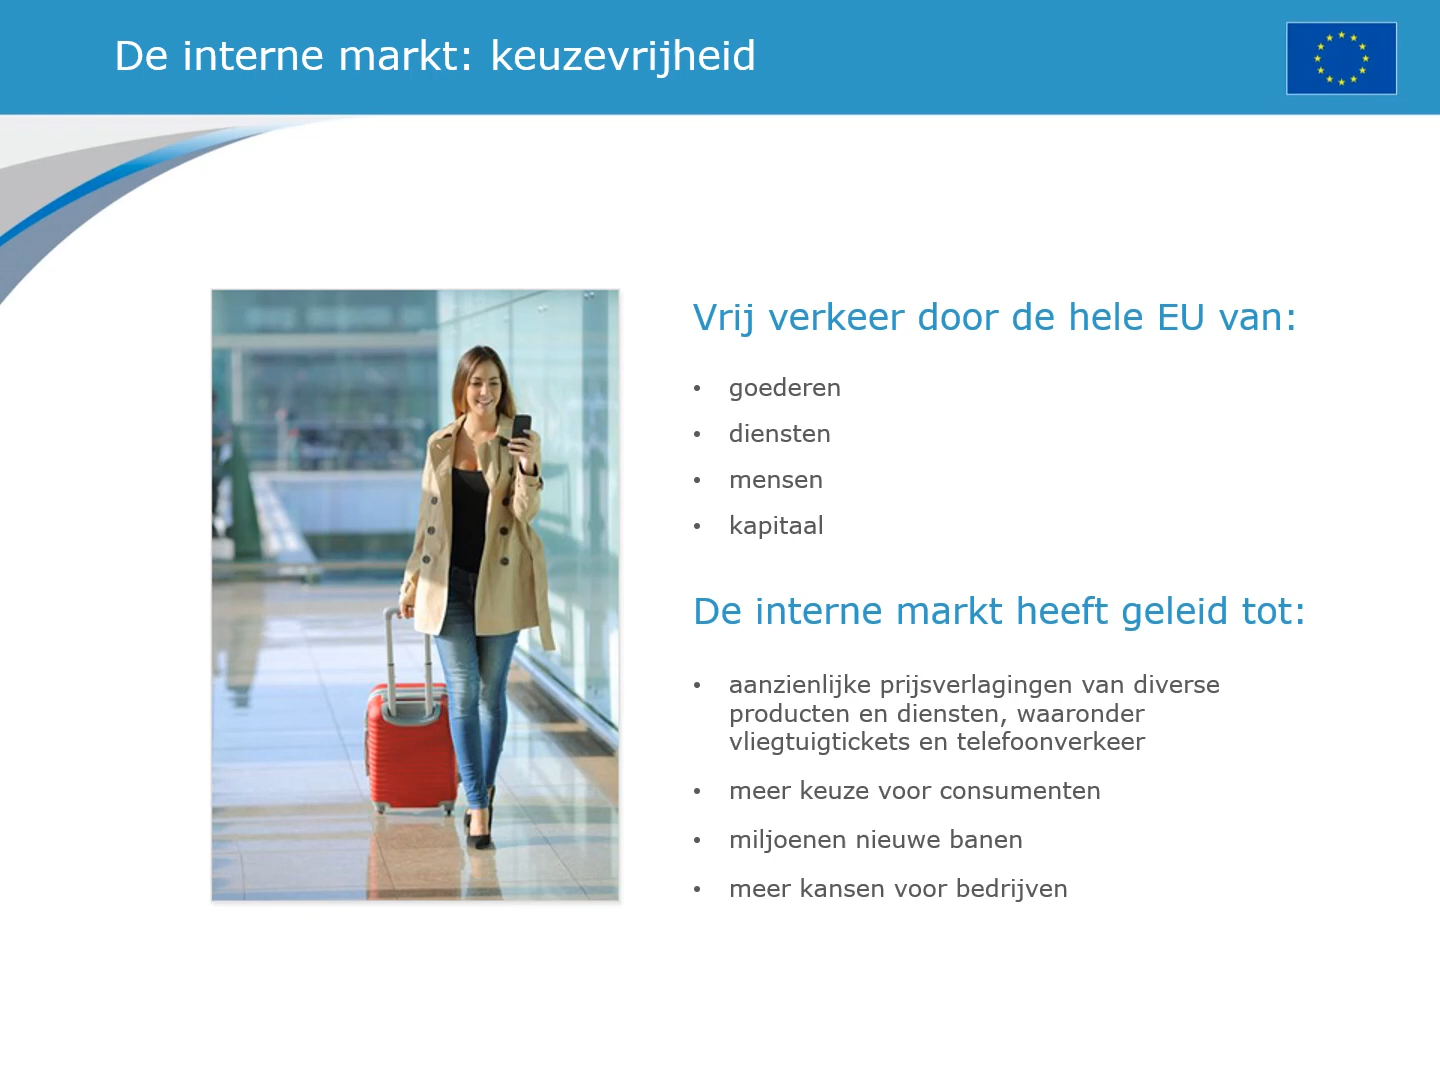 De interne markt: keuzevrijheid
Vrij verkeer door de hele EU van:
• goederen
• diensten
• mensen
• kapitaal
De interne markt heeft geleid tot:
• aanzienlijke prijsverlagingen van diverse
producten en diensten, waaronder
vliegtuigtickets en telefoonverkeer
• meer keuze voor consumenten
• miljoenen nieuwe banen
• meer kansen voor bedrijven